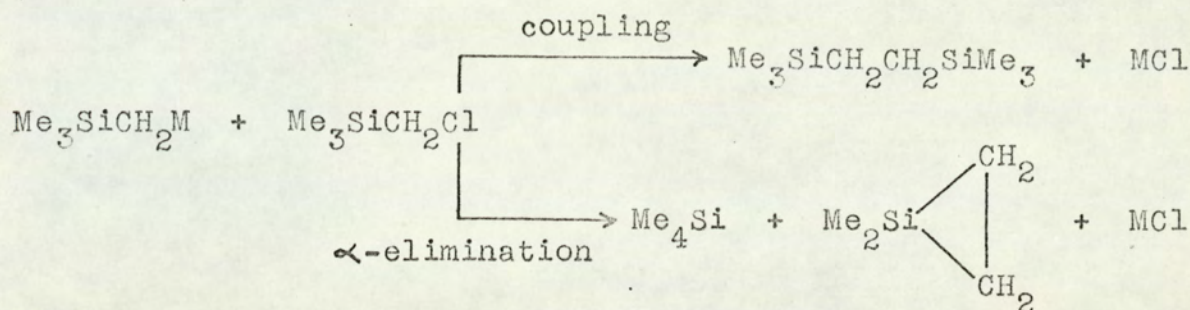 coupling
Me₃SiCH₂CH₂SiMe₃ + MCl
Me₃SiCH₂M + Me₃SiCH₂Cl
CH₂
Me₄Si + Me₂Si + MCl
∝-elimination
CH₂